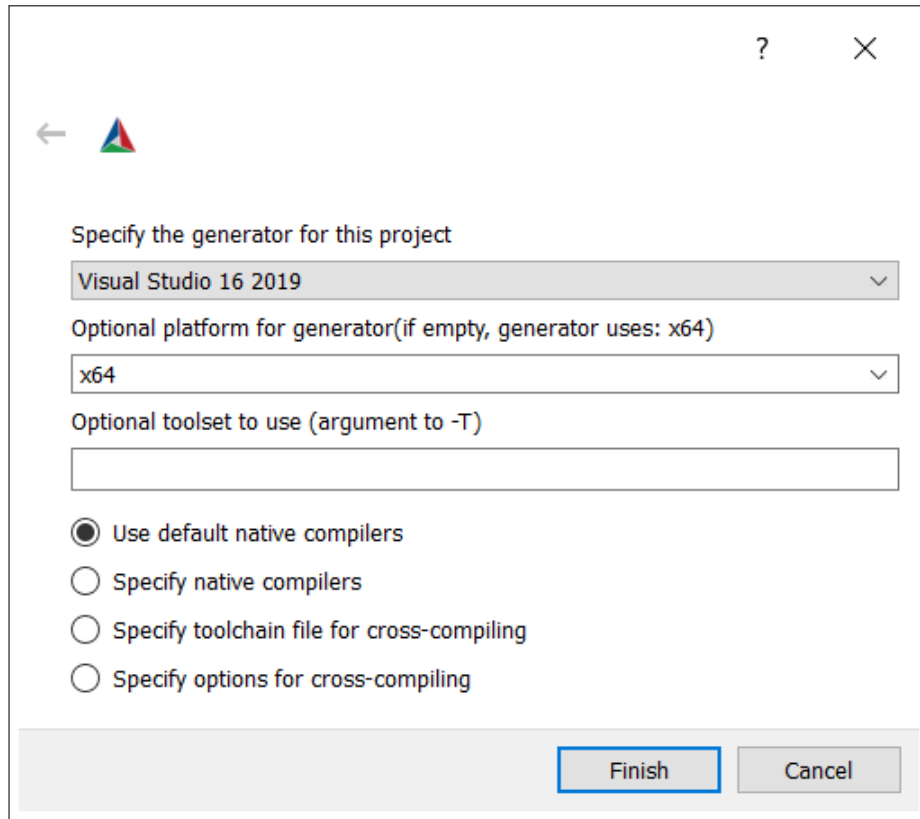 ?
Specify the generator for this project
Visual Studio 16 2019
Optional platform for generator(if empty, generator uses: x64)
x64
Optional toolset to use (argument to -T)
Use default native compilers
Specify native compilers
Specify toolchain file for cross-compiling
Specify options for cross-compiling
Finish Cancel